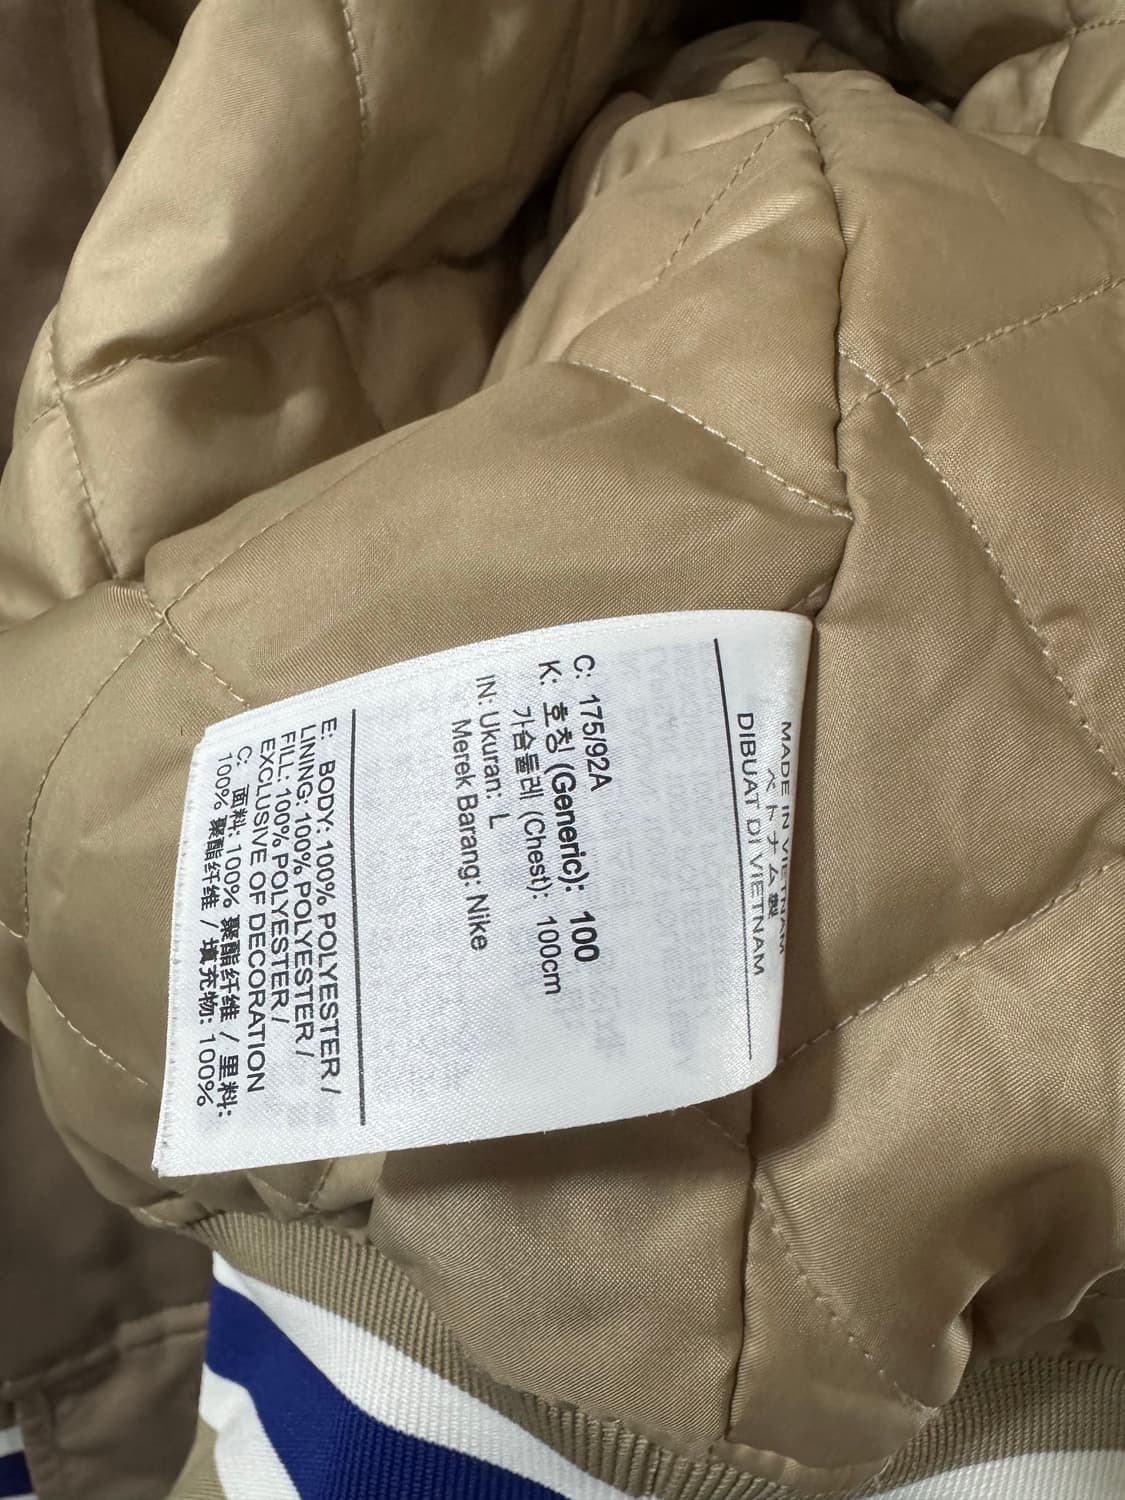 MADE IN VIETNAM
ベトナム製
DIBUAT DI VIETNAM
C: 175/92A
K: 호칭 (Generic): 100
가슴둘레 (Chest): 100cm
IN: Ukuran: L
Merek Barang: Nike
E: BODY: 100% POLYESTER /
LINING: 100% POLYESTER /
FILL: 100% POLYESTER /
EXCLUSIVE OF DECORATION
C: 面料: 100% 聚酯纤维 / 里料:
100% 聚酯纤维 / 填充物: 100%